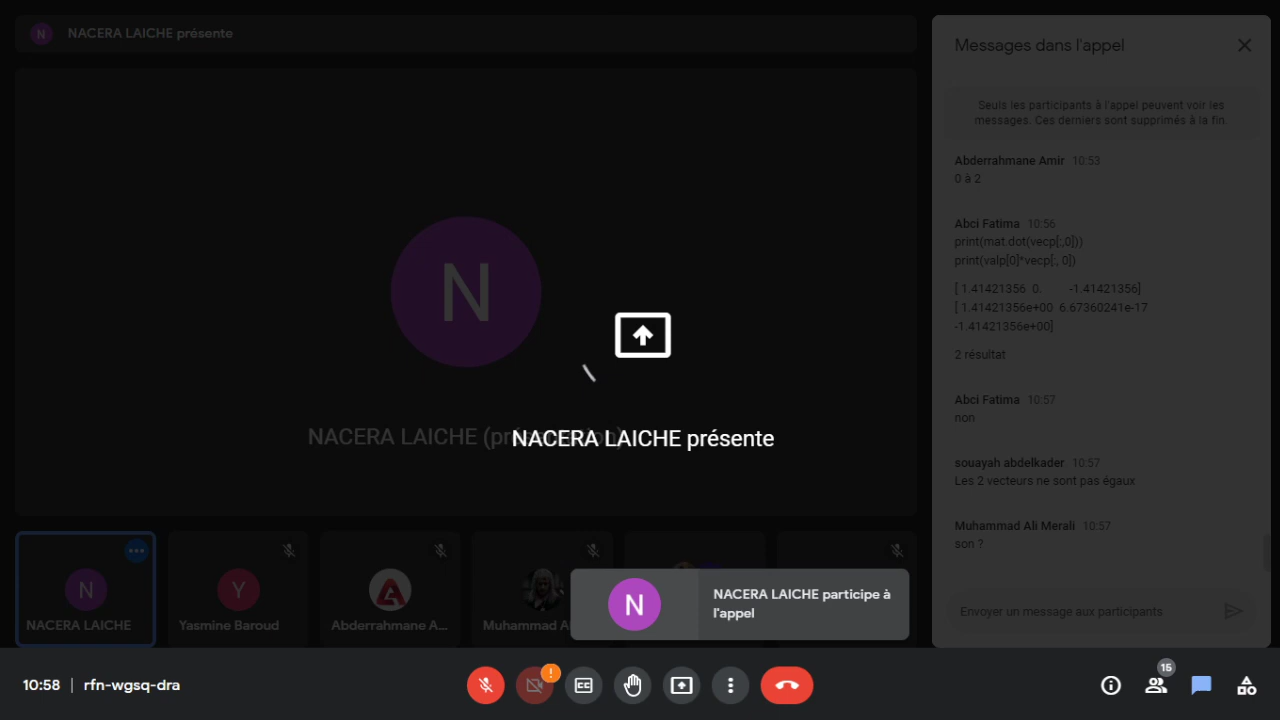 N NACERA LAICHE présente
N
NACERA LAICHE (pré
NACERA LAICHE présente
N
NACERA LAICHE
Y
Yasmine Baroud
Abderrahmane A...
Muhammad Al
N
NACERA LAICHE participe à
l'appel
Messages dans l'appel
Seuls les participants à l'appel peuvent voir les
messages. Ces derniers sont supprimés à la fin.
Abderrahmane Amir 10:53
0 à 2
Abci Fatima 10:56
print(mat.dot(vecp[:,0]))
print(valp[0]*vecp[:, 0])
[ 1.41421356 0. -1.41421356]
[ 1.41421356e+00 6.67360241e-17
-1.41421356e+00]
2 résultat
Abci Fatima 10:57
non
souayah abdelkader 10:57
Les 2 vecteurs ne sont pas égaux
Muhammad Ali Merali 10:57
son ?
Envoyer un message aux participants
10:58 | rfn-wgsq-dra
!
CC
15